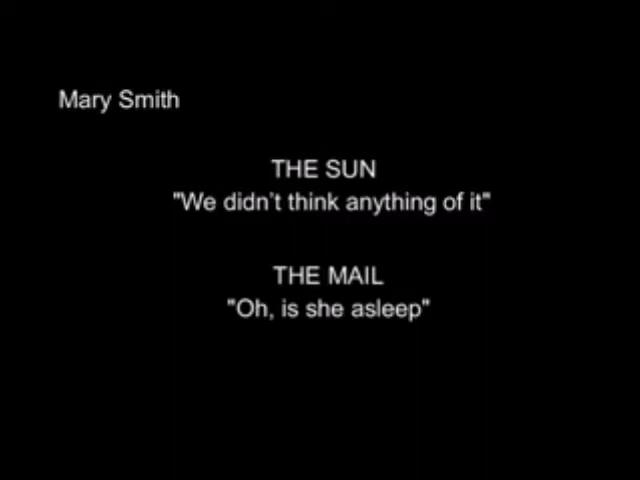 Mary Smith
THE SUN
"We didn't think anything of it"
THE MAIL
"Oh, is she asleep"